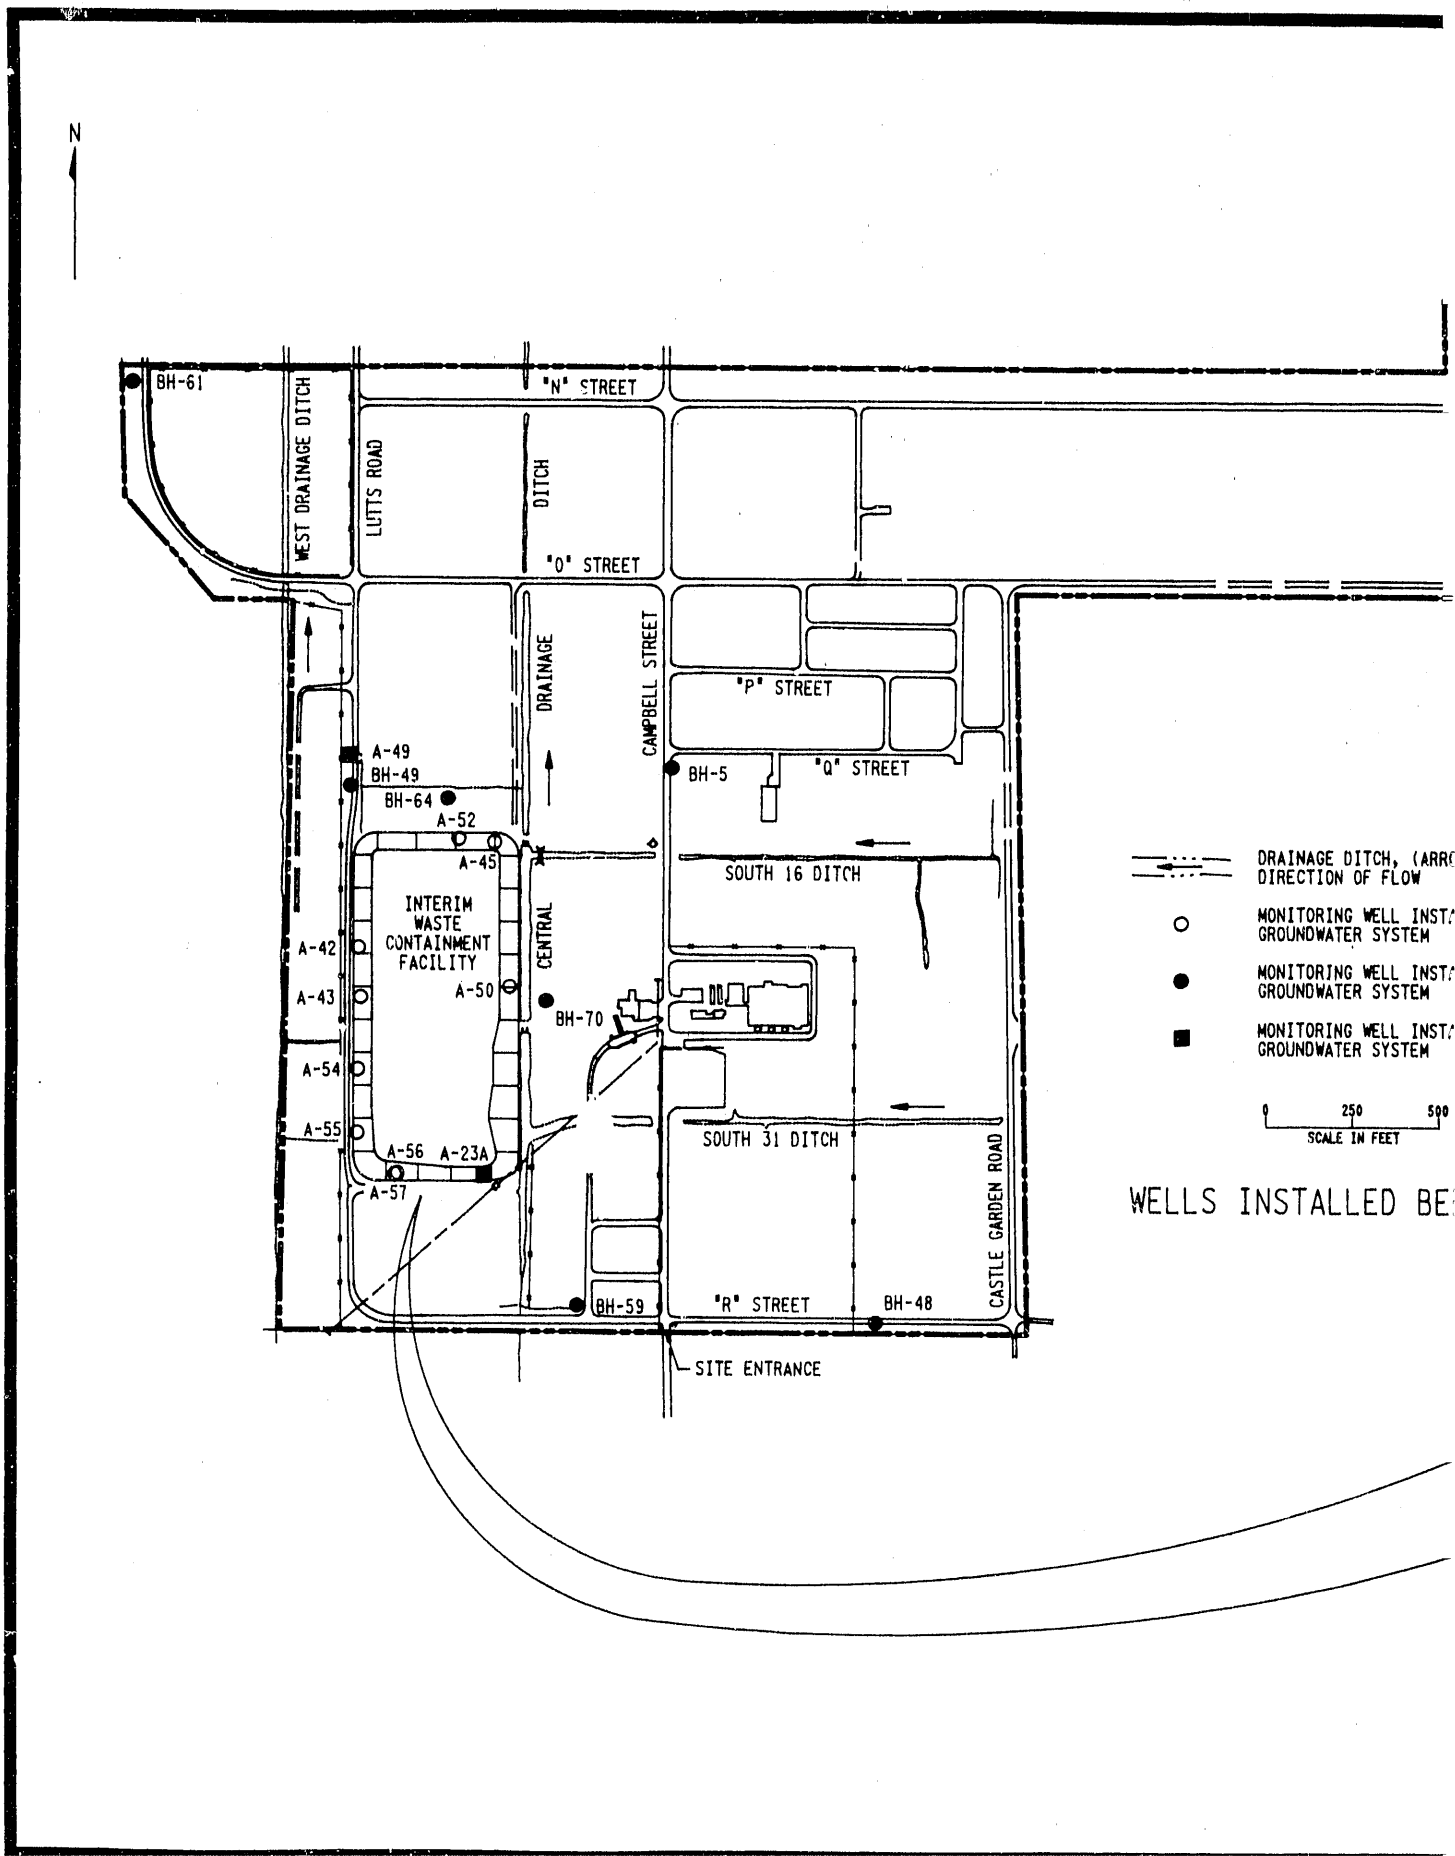 N
BH-61
"N" STREET
WEST DRAINAGE DITCH
LUTTS ROAD
DITCH
"O" STREET
DRAINAGE
CAMPBELL STREET
"P" STREET
A-49
BH-49
BH-5
"Q" STREET
BH-64
A-52
A-45
SOUTH 16 DITCH
INTERIM
WASTE
CONTAINMENT
FACILITY
CENTRAL
A-42
A-43
A-50
BH-70
A-54
A-55
SOUTH 31 DITCH
A-56
A-23A
A-57
CASTLE GARDEN ROAD
BH-59
"R" STREET
BH-48
SITE ENTRANCE
DRAINAGE DITCH, (ARRO
DIRECTION OF FLOW
MONITORING WELL INST
GROUNDWATER SYSTEM
MONITORING WELL INST
GROUNDWATER SYSTEM
MONITORING WELL INST
GROUNDWATER SYSTEM
0 250 500
SCALE IN FEET
WELLS INSTALLED BE